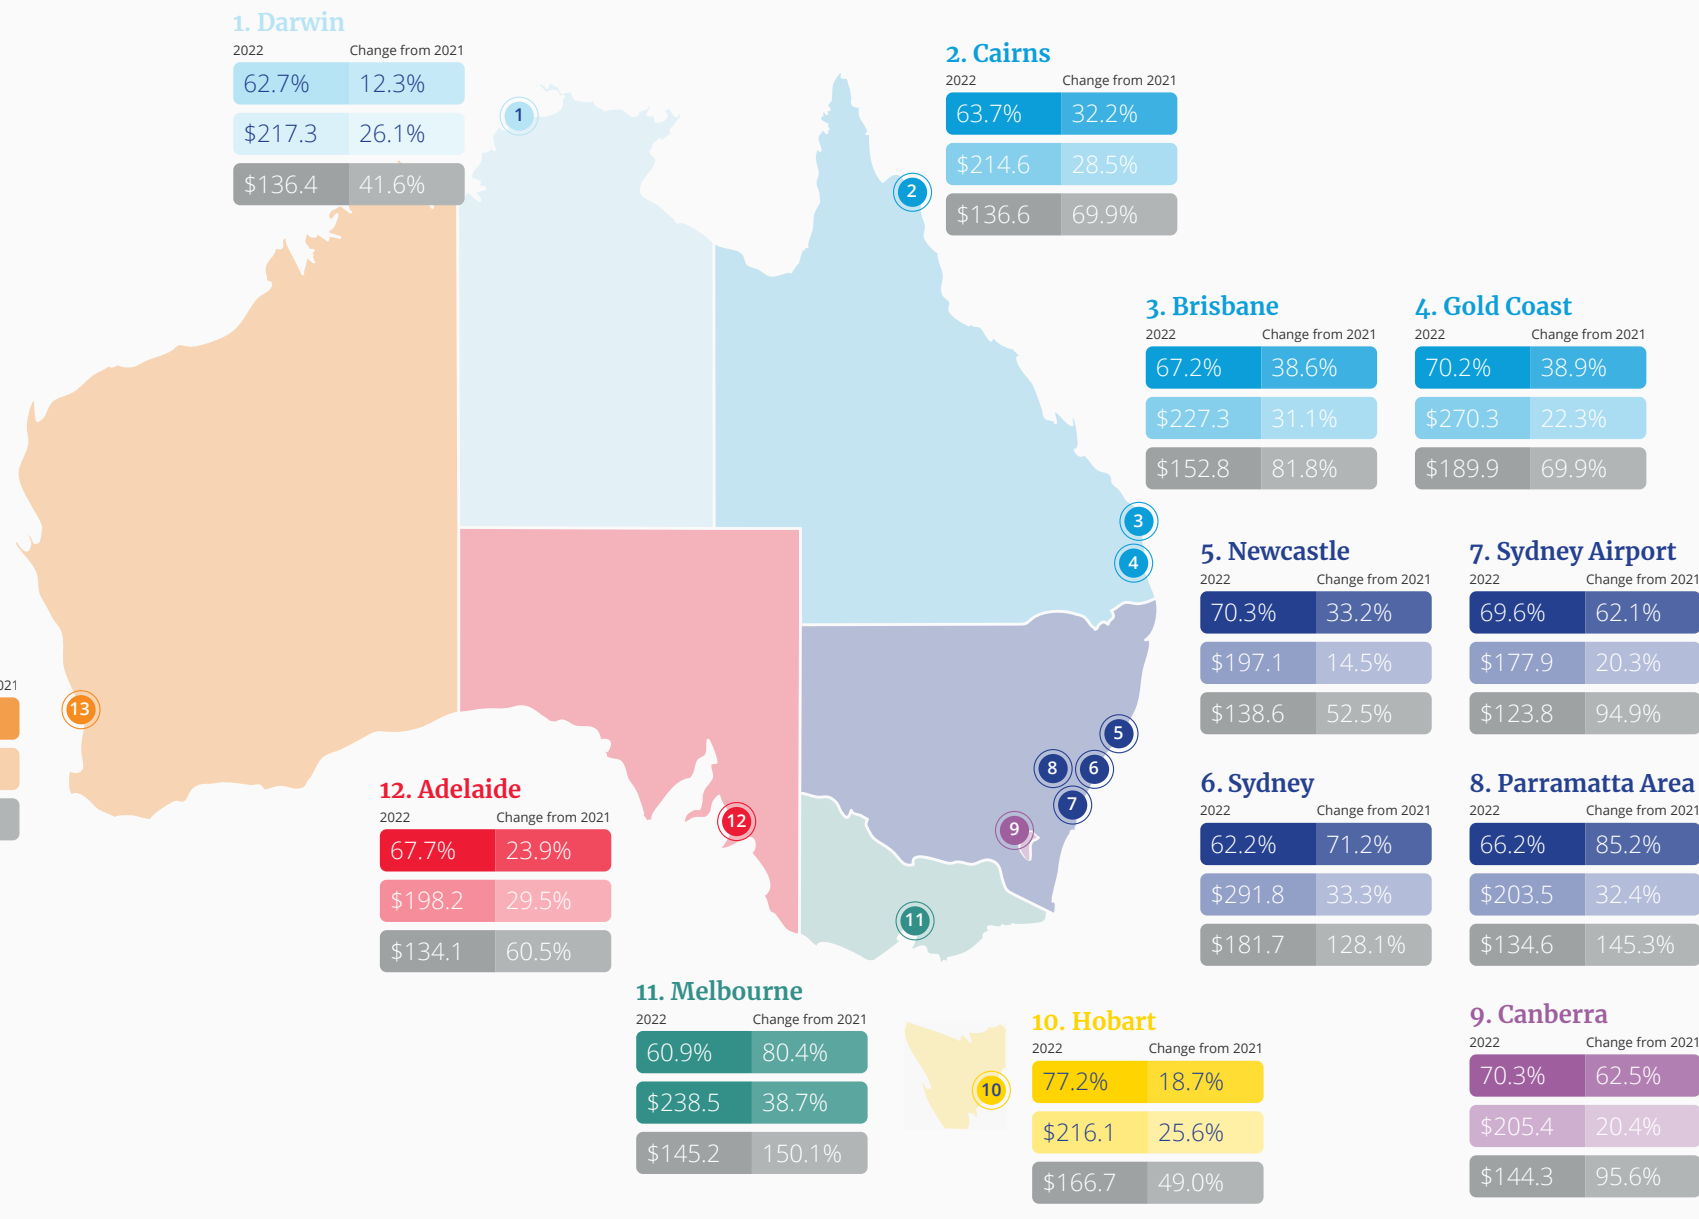 1. Darwin
2022 Change from 2021
62.7% 12.3%
$217.3 26.1%
$136.4 41.6%
1
2. Cairns
2022 Change from 2021
63.7% 32.2%
$214.6 28.5%
$136.6 69.9%
2
3. Brisbane
2022 Change from 2021
67.2% 38.6%
$227.3 31.1%
$152.8 81.8%
4. Gold Coast
2022 Change from 2021
70.2% 38.9%
$270.3 22.3%
$189.9 69.9%
3
4
5. Newcastle
2022 Change from 2021
70.3% 33.2%
$197.1 14.5%
$138.6 52.5%
7. Sydney Airport
2022 Change from 2021
69.6% 62.1%
$177.9 20.3%
$123.8 94.9%
021
13
5
8
6
7
9
12
11
6. Sydney
2022 Change from 2021
62.2% 71.2%
$291.8 33.3%
$181.7 128.1%
8. Parramatta Area
2022 Change from 2021
66.2% 85.2%
$203.5 32.4%
$134.6 145.3%
12. Adelaide
2022 Change from 2021
67.7% 23.9%
$198.2 29.5%
$134.1 60.5%
11. Melbourne
2022 Change from 2021
60.9% 80.4%
$238.5 38.7%
$145.2 150.1%
10
10. Hobart
2022 Change from 2021
77.2% 18.7%
$216.1 25.6%
$166.7 49.0%
9. Canberra
2022 Change from 2021
70.3% 62.5%
$205.4 20.4%
$144.3 95.6%